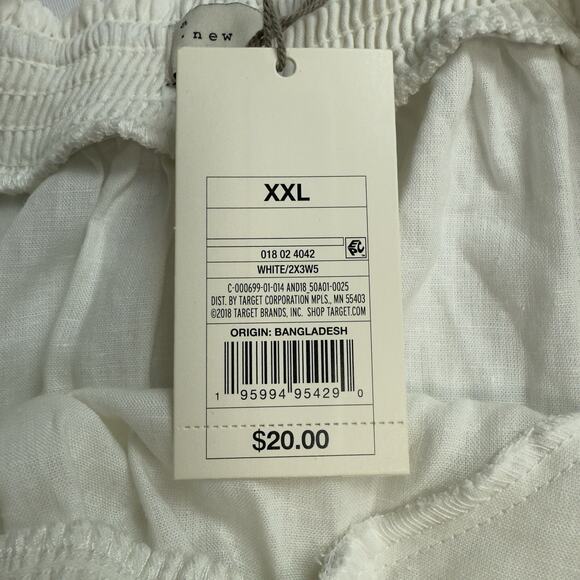 new
XXL
018 02 4042
WHITE/2X3W5
C-000699-01-014 AND18_50A01-0025
DIST. BY TARGET CORPORATION MPLS., MN 55403
©2018 TARGET BRANDS, INC. SHOP TARGET.COM
ORIGIN: BANGLADESH
1 95994 95429 0
$20.00